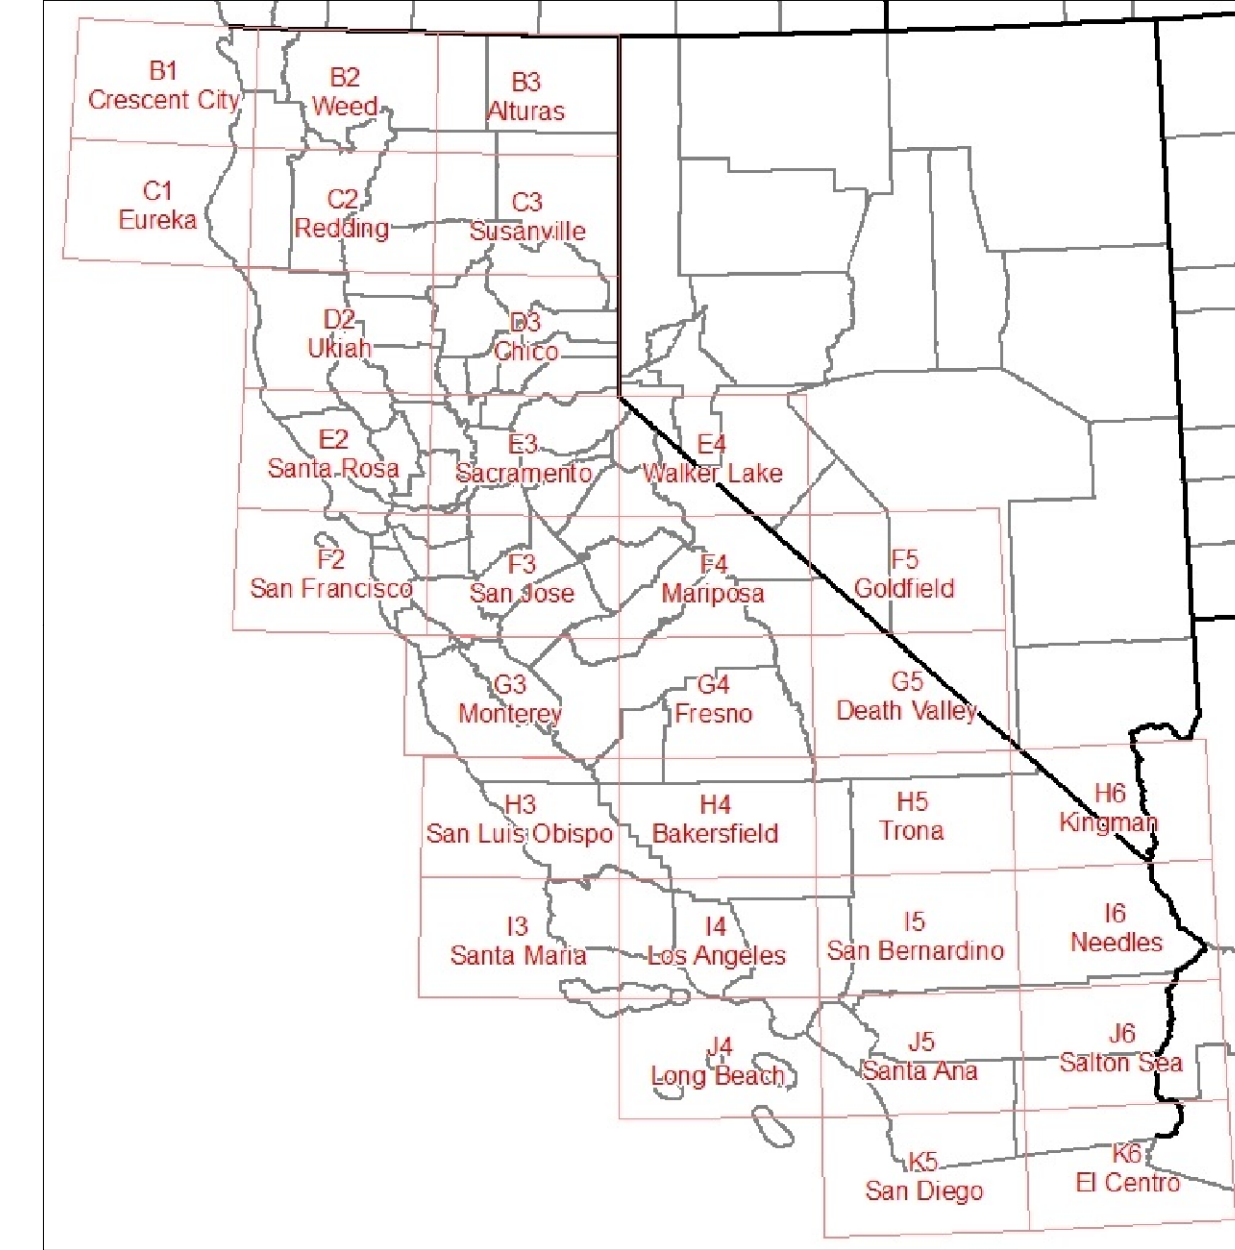 B1
Crescent City
B2
Weed
B3
Alturas
C1
Eureka
C2
Redding
C3
Susanville
D2
Ukiah
D3
Chico
E2
Santa Rosa
E3
Sacramento
E4
Walker Lake
F2
San Francisco
F3
San Jose
F4
Mariposa
F5
Goldfield
G3
Monterey
G4
Fresno
G5
Death Valley
H3
San Luis Obispo
H4
Bakersfield
H5
Trona
H6
Kingman
I3
Santa Maria
I4
Los Angeles
I5
San Bernardino
I6
Needles
J4
Long Beach
J5
Santa Ana
J6
Salton Sea
K5
San Diego
K6
El Centro